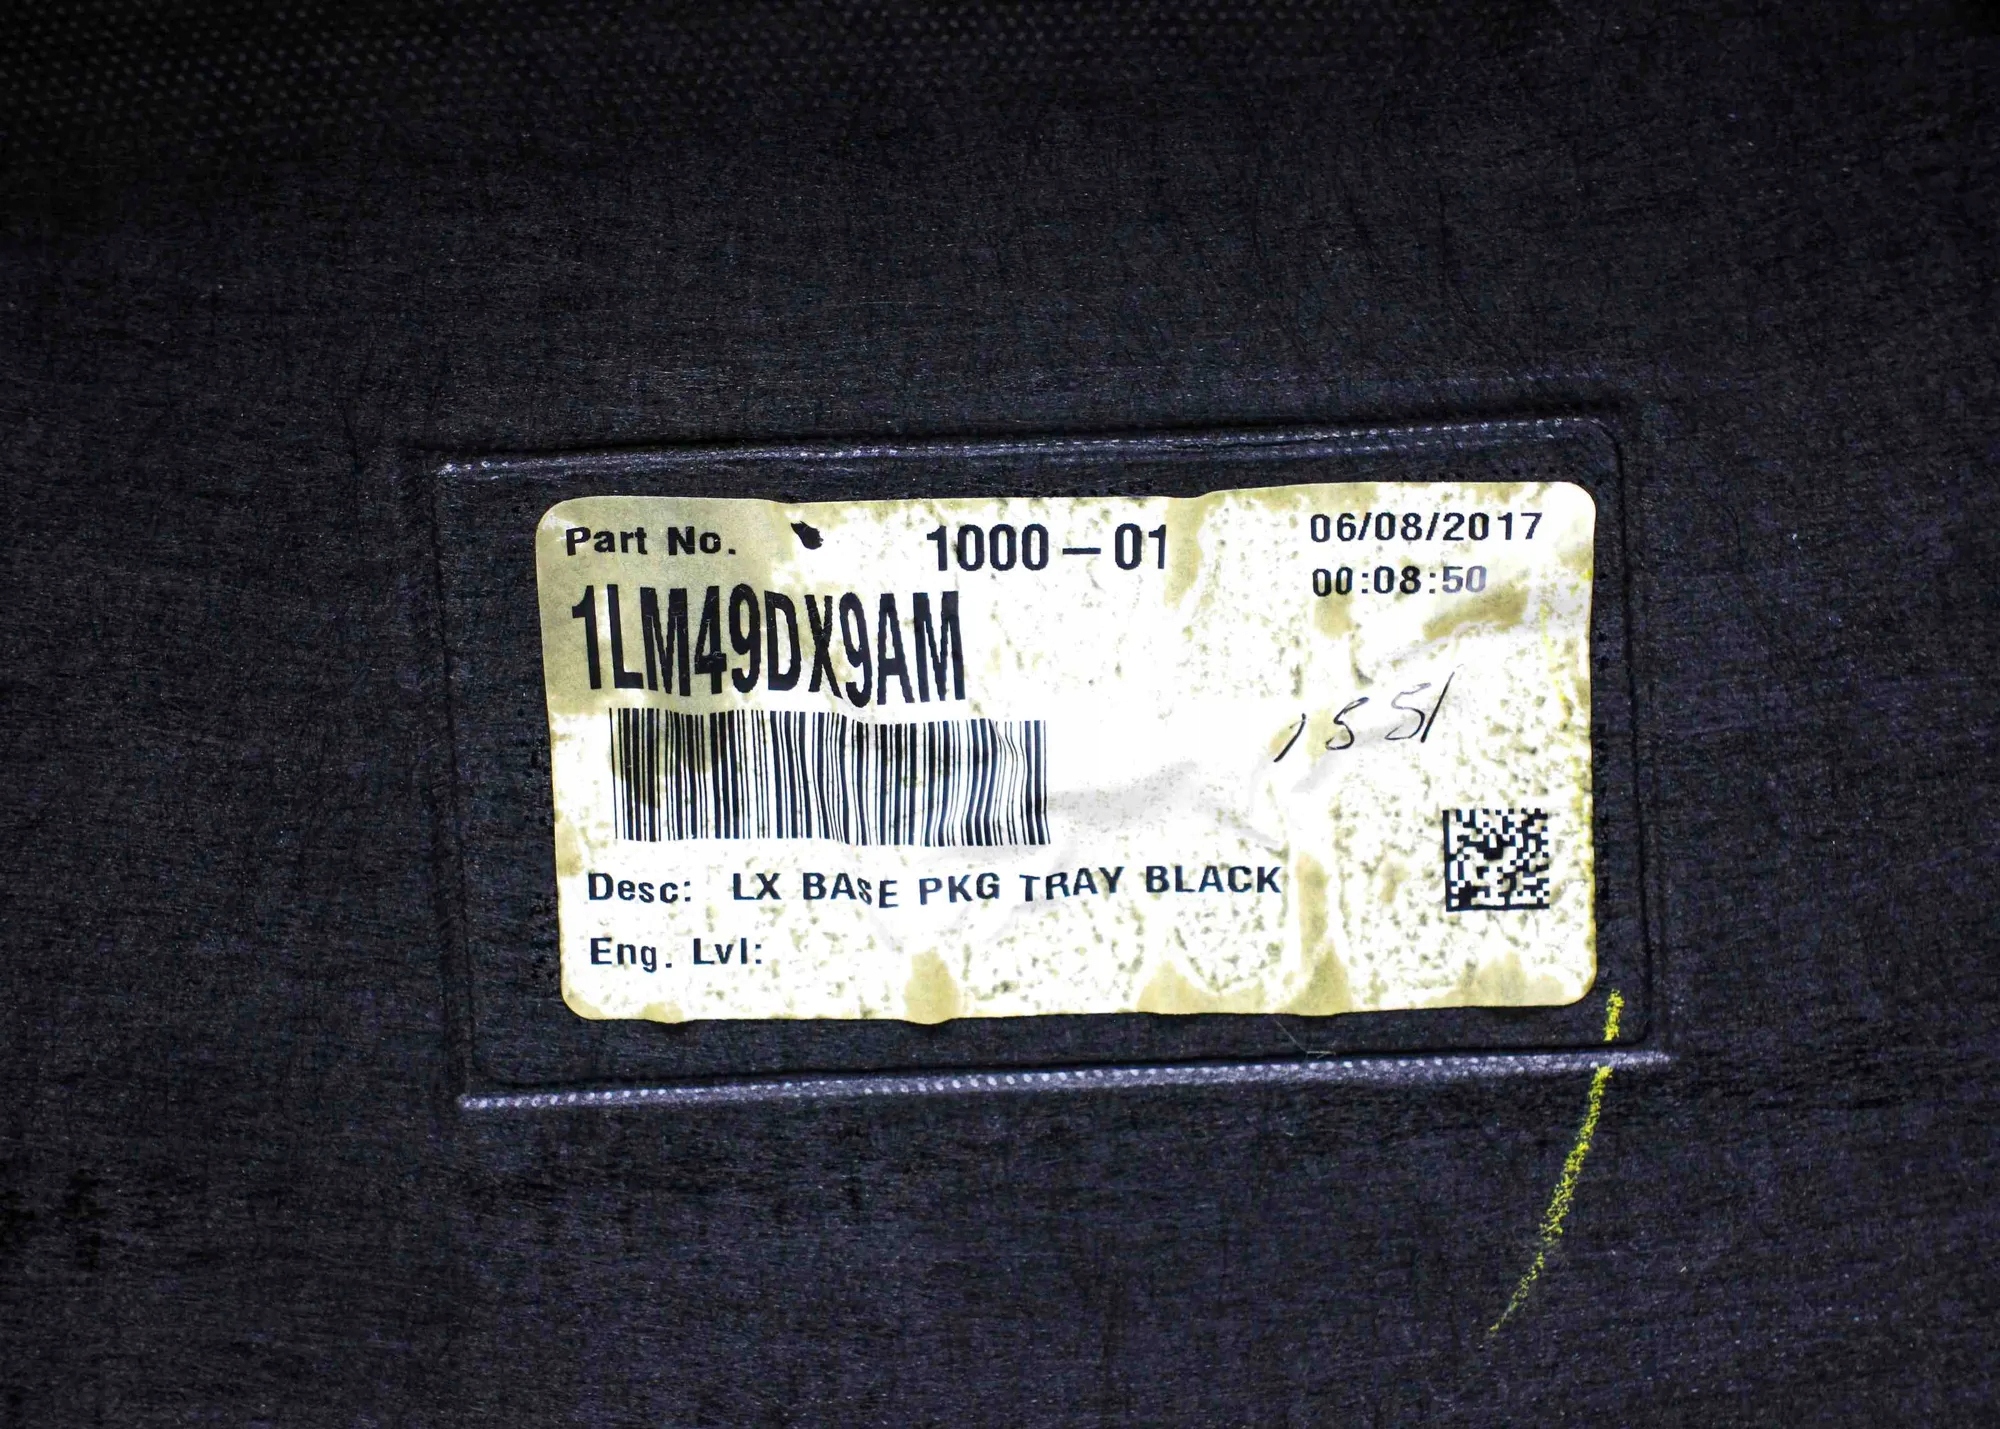 Part No. 1000-01 06/08/2017
00:08:50
1LM49DX9AM
1551
Desc: LX BASE PKG TRAY BLACK
Eng. Lvl: